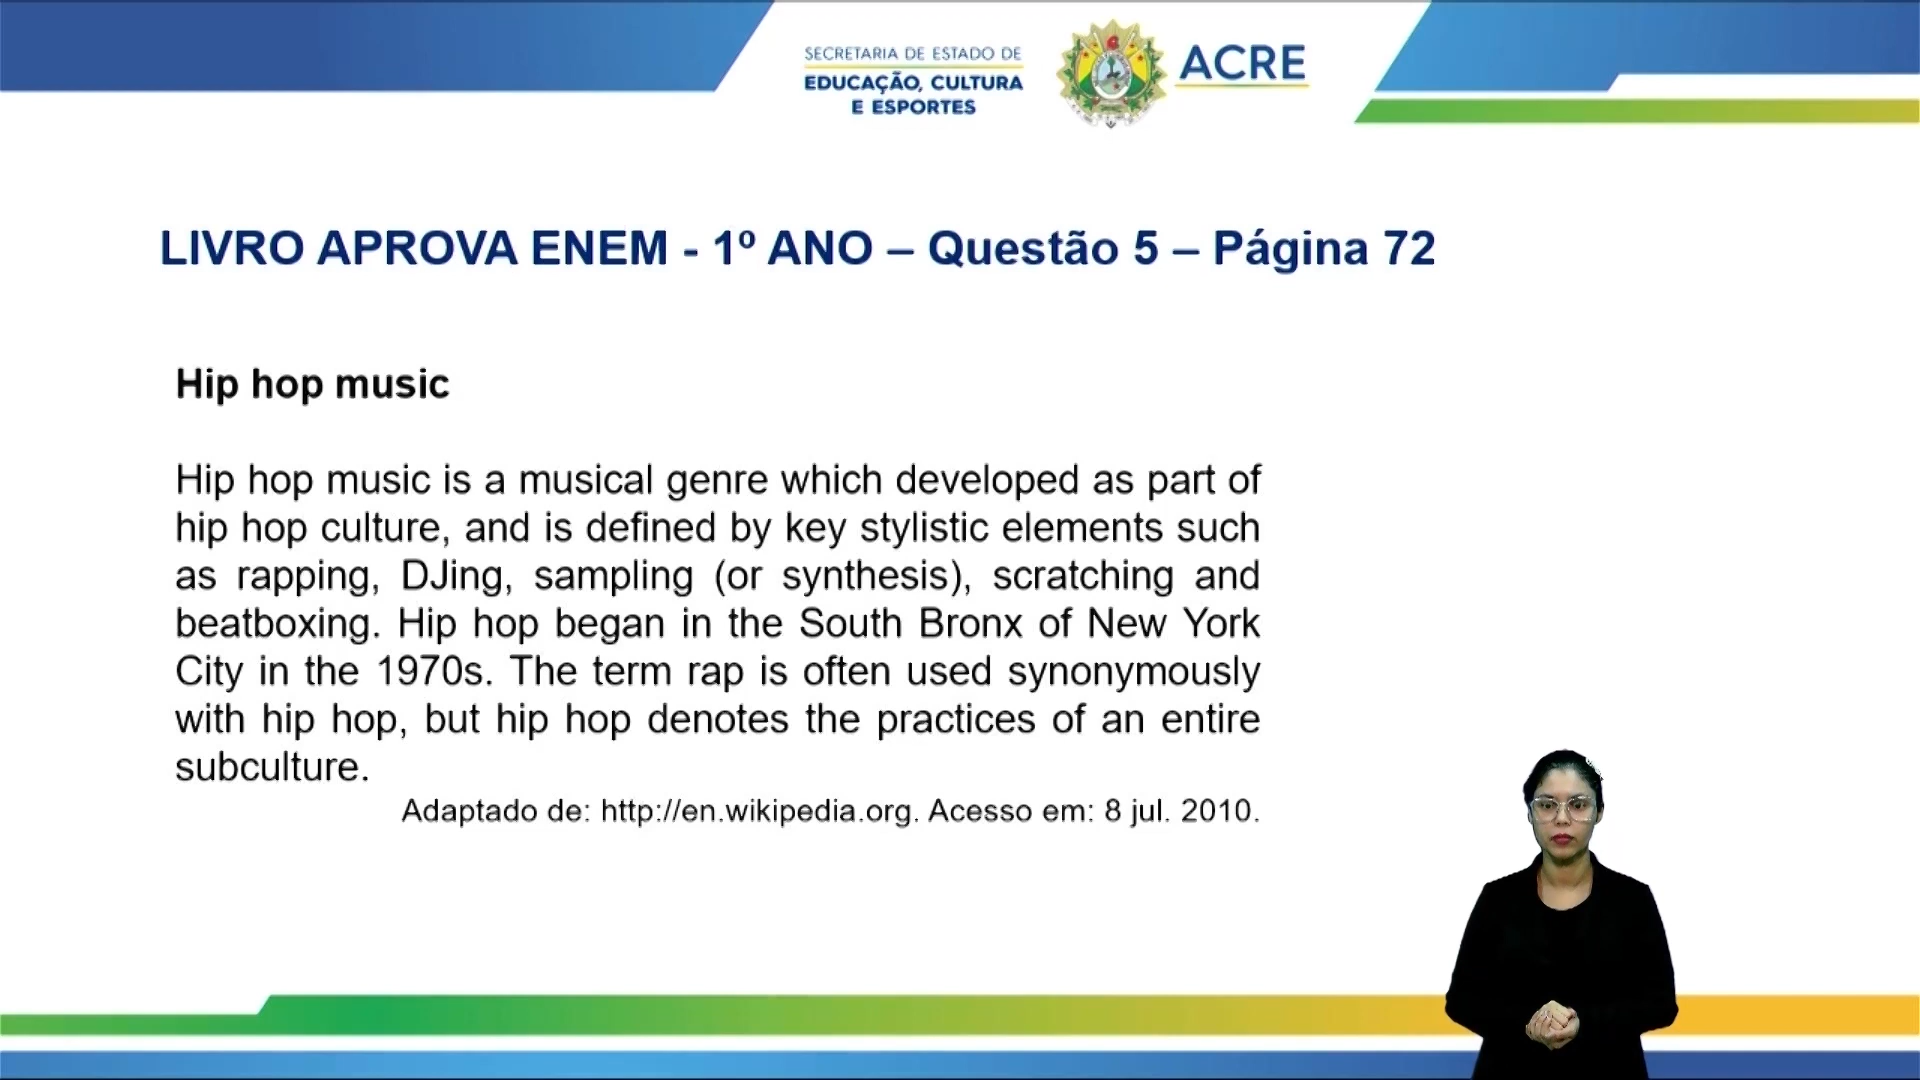 SECRETARIA DE ESTADO DE
EDUCAÇÃO, CULTURA
E ESPORTES
ACRE
LIVRO APROVA ENEM - 1º ANO – Questão 5 – Página 72
Hip hop music
Hip hop music is a musical genre which developed as part of
hip hop culture, and is defined by key stylistic elements such
as rapping, DJing, sampling (or synthesis), scratching and
beatboxing. Hip hop began in the South Bronx of New York
City in the 1970s. The term rap is often used synonymously
with hip hop, but hip hop denotes the practices of an entire
subculture.
Adaptado de: http://en.wikipedia.org. Acesso em: 8 jul. 2010.